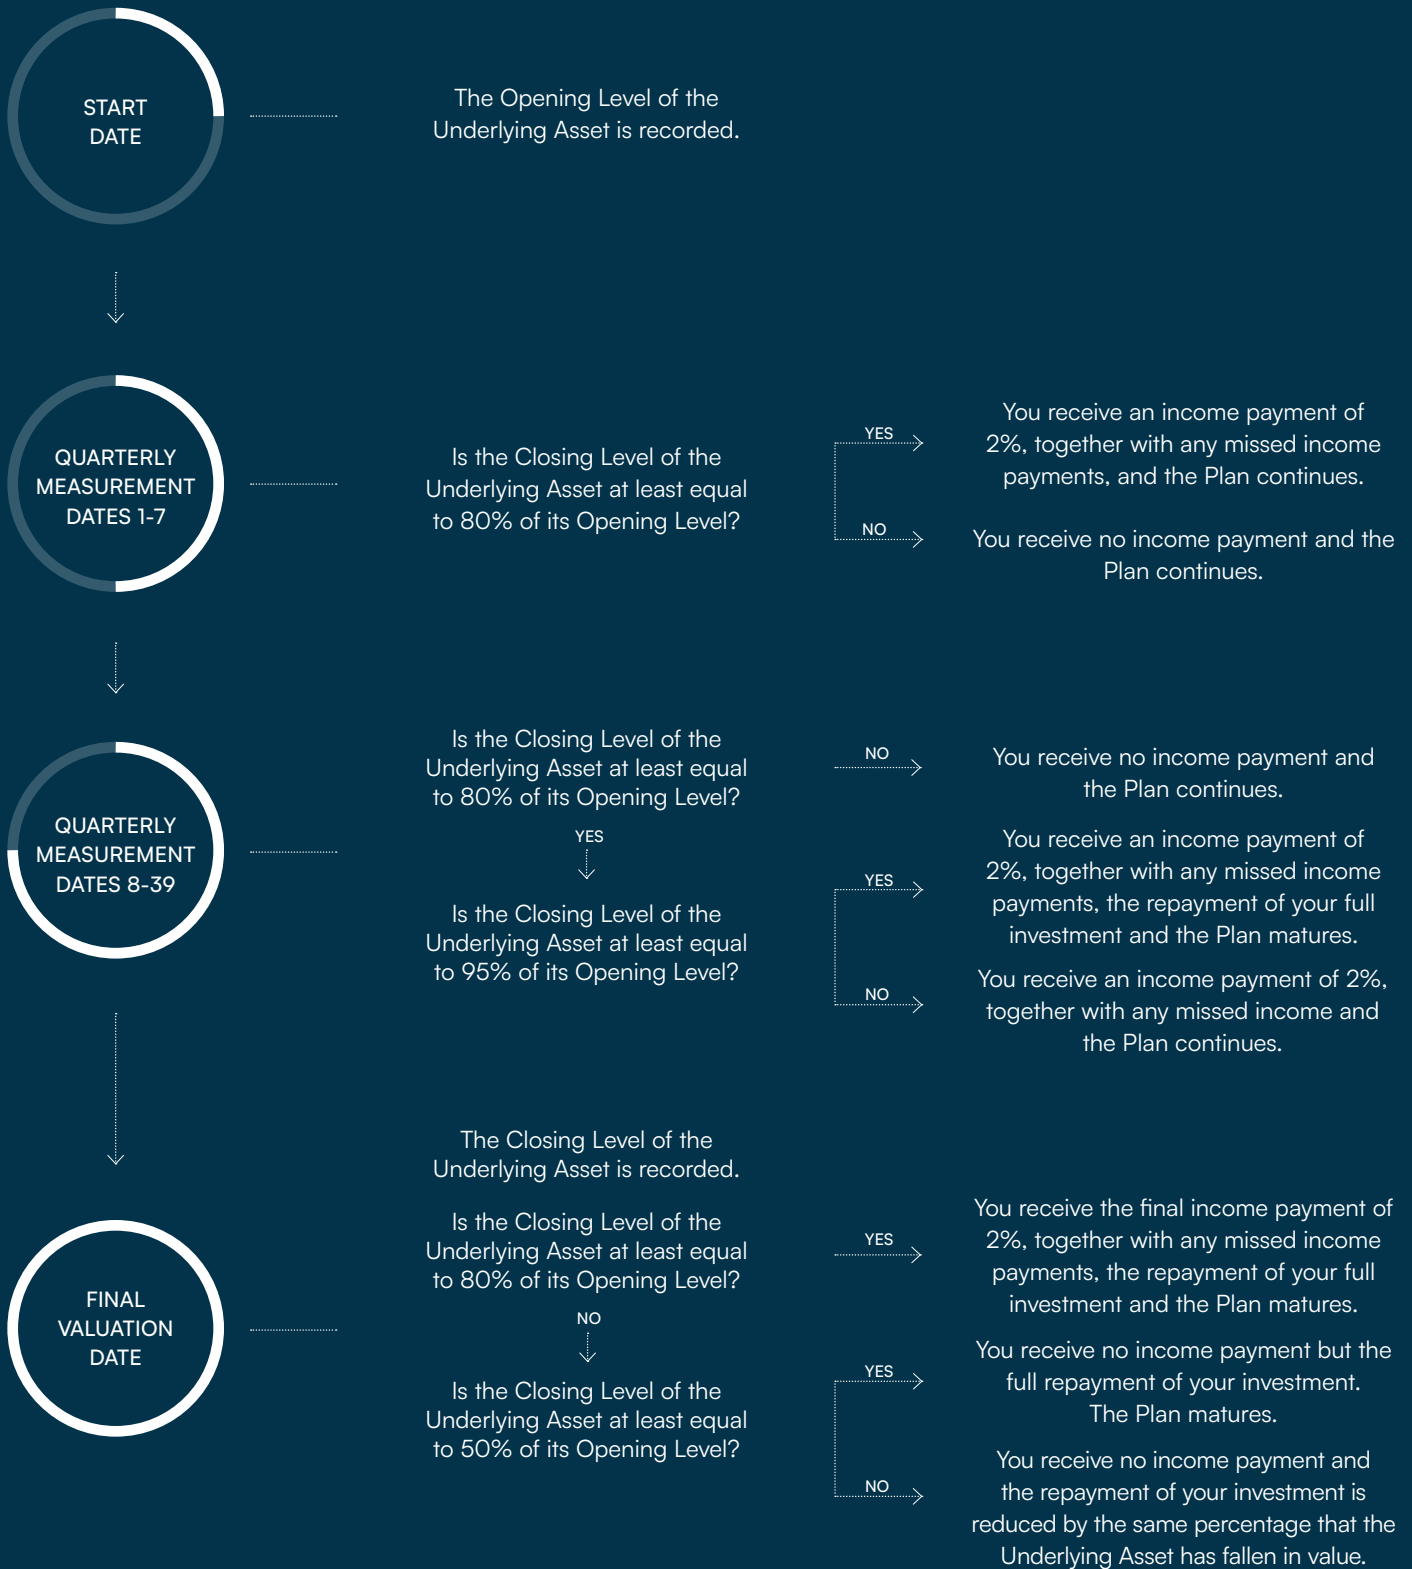 START
DATE
The Opening Level of the
Underlying Asset is recorded.
QUARTERLY
MEASUREMENT
DATES 1-7
Is the Closing Level of the
Underlying Asset at least equal
to 80% of its Opening Level?
YES
You receive an income payment of
2%, together with any missed income
payments, and the Plan continues.
NO
You receive no income payment and the
Plan continues.
QUARTERLY
MEASUREMENT
DATES 8-39
Is the Closing Level of the
Underlying Asset at least equal
to 80% of its Opening Level?
NO
You receive no income payment and
the Plan continues.
YES
Is the Closing Level of the
Underlying Asset at least equal
to 95% of its Opening Level?
YES
You receive an income payment of
2%, together with any missed income
payments, the repayment of your full
investment and the Plan matures.
NO
You receive an income payment of 2%,
together with any missed income and
the Plan continues.
FINAL
VALUATION
DATE
The Closing Level of the
Underlying Asset is recorded.
Is the Closing Level of the
Underlying Asset at least equal
to 80% of its Opening Level?
YES
You receive the final income payment of
2%, together with any missed income
payments, the repayment of your full
investment and the Plan matures.
NO
Is the Closing Level of the
Underlying Asset at least equal
to 50% of its Opening Level?
YES
You receive no income payment but the
full repayment of your investment.
The Plan matures.
NO
You receive no income payment and
the repayment of your investment is
reduced by the same percentage that the
Underlying Asset has fallen in value.